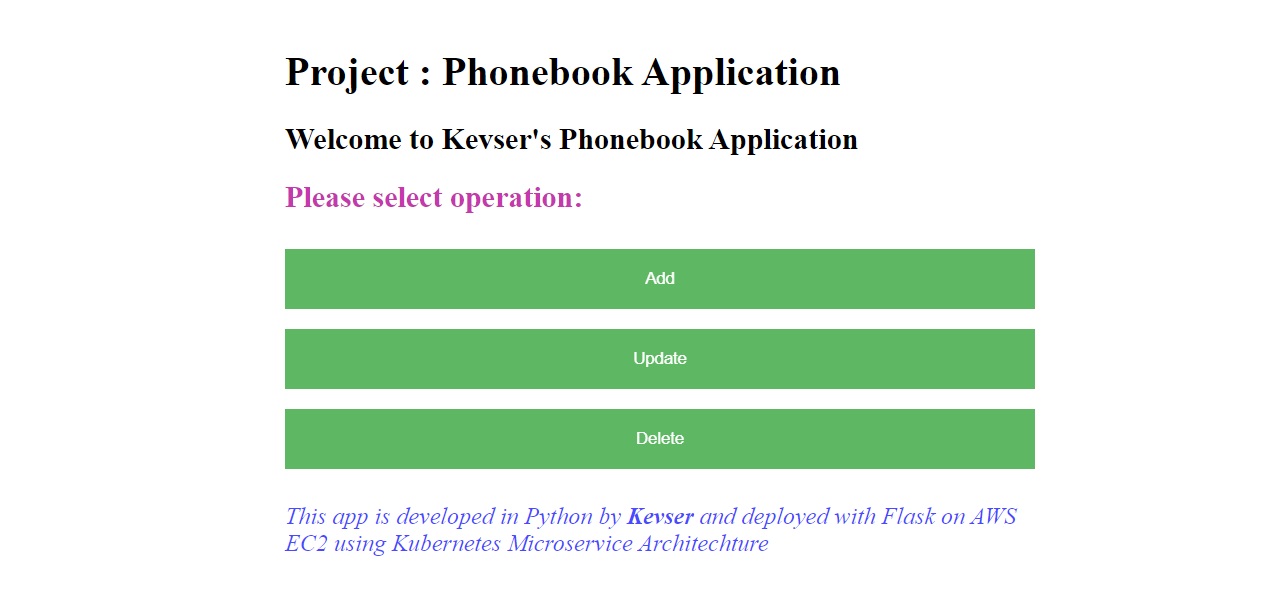 Project : Phonebook Application
Welcome to Kevser's Phonebook Application
Please select operation:
Add
Update
Delete
This app is developed in Python by Kevser and deployed with Flask on AWS
EC2 using Kubernetes Microservice Architechture